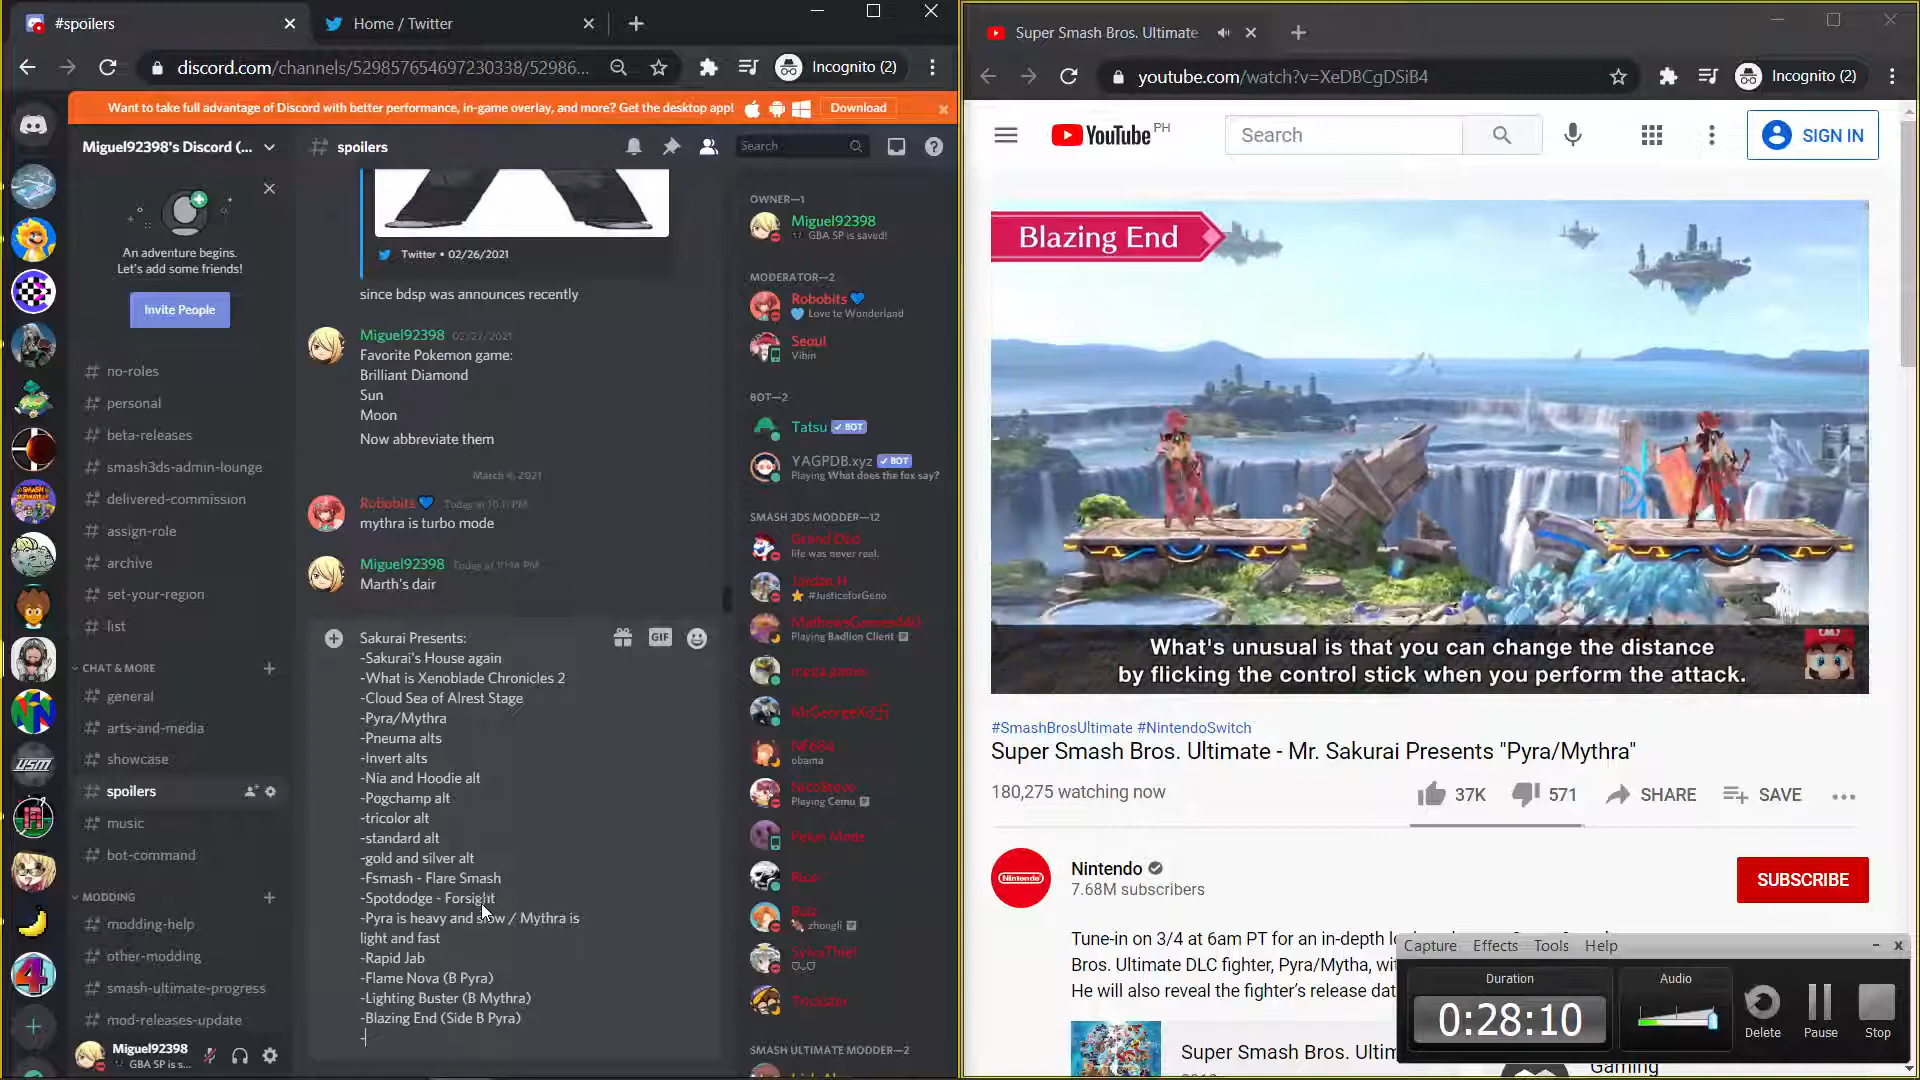 #spoilers
Home / Twitter
discord.com/channels/529857654697230338/52986...
Incognito (2)
Want to take full advantage of Discord with better performance, in-game overlay, and more? Get the desktop app!
Download
Miguel92398's Discord (...
An adventure begins.
Let's add some friends!
Invite People
no-roles
personal
beta-releases
smash3ds-admin-lounge
delivered-commission
assign-role
archive
set-your-region
list
CHAT & MORE
general
arts-and-media
showcase
spoilers
music
bot-command
MODDING
modding-help
other-modding
smash-ultimate-progress
mod-releases-update
Miguel92398
GBA SP is s...
spoilers
Search
Twitter • 02/26/2021
since bdsp was announces recently
Miguel92398 02/27/2021
Favorite Pokemon game:
Brilliant Diamond
Sun
Moon
Now abbreviate them
March 4, 2021
Robobits Today at 10:11 PM
mythra is turbo mode
Miguel92398 Today at
Marth's dair
Sakurai Presents:
-Sakurai's House again
-What is Xenoblade Chronicles 2
-Cloud Sea of Alrest Stage
-Pyra/Mythra
-Pneuma alts
-Invert alts
-Nia and Hoodie alt
-Pogchamp alt
-tricolor alt
-standard alt
-gold and silver alt
-Fsmash - Flare Smash
-Spotdodge - Forsight
-Pyra is heavy and slow / Mythra is
light and fast
-Rapid Jab
-Flame Nova (B Pyra)
-Lighting Buster (B Mythra)
-Blazing End (Side B Pyra)
-
GIF
OWNER—1
Miguel92398
GBA SP is saved!
MODERATOR—2
Robobits
Love te Wonderland
Seoul
Vibin
BOT—2
Tatsu BOT
YAGPDB.xyz BOT
Playing What does the fox say?
SMASH 3DS MODDER—12
Grand Dad
life was never real.
Jordan H
#JusticeforGeno
MathewsGames440
Playing Badlion Client
mega gamer
NF684
obama
NicoStove
Playing Cemu
Pelun Mods
zhongli
SylvaThiel
Trickster
SMASH ULTIMATE MODDER—2
Super Smash Bros. Ultimate
youtube.com/watch?v=XeDBCgDSiB4
Incognito (2)
YouTube PH
Search
SIGN IN
Blazing End
What's unusual is that you can change the distance
by flicking the control stick when you perform the attack.
#SmashBrosUltimate #NintendoSwitch
Super Smash Bros. Ultimate - Mr. Sakurai Presents "Pyra/Mythra"
180,275 watching now
37K
571
SHARE
SAVE
Nintendo
Nintendo
7.68M subscribers
SUBSCRIBE
Tune-in on 3/4 at 6am PT for an in-depth
Bros. Ultimate DLC fighter, Pyra/Mytha,
He will also reveal the fighter's release
Super Smash Bros.
Gaming
Capture Effects Tools Help
Duration
0:28:10
Audio
Delete
Pause
Stop